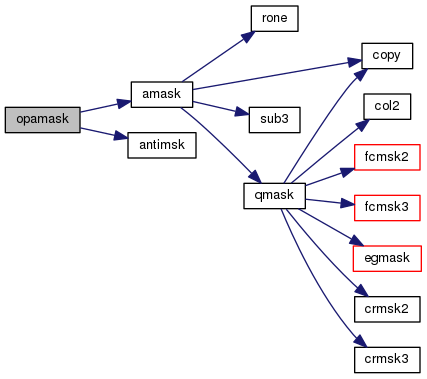 rone
copy
amask
col2
opamask
sub3
antimsk
fcmsk2
qmask
fcmsk3
egmask
crmsk2
crmsk3